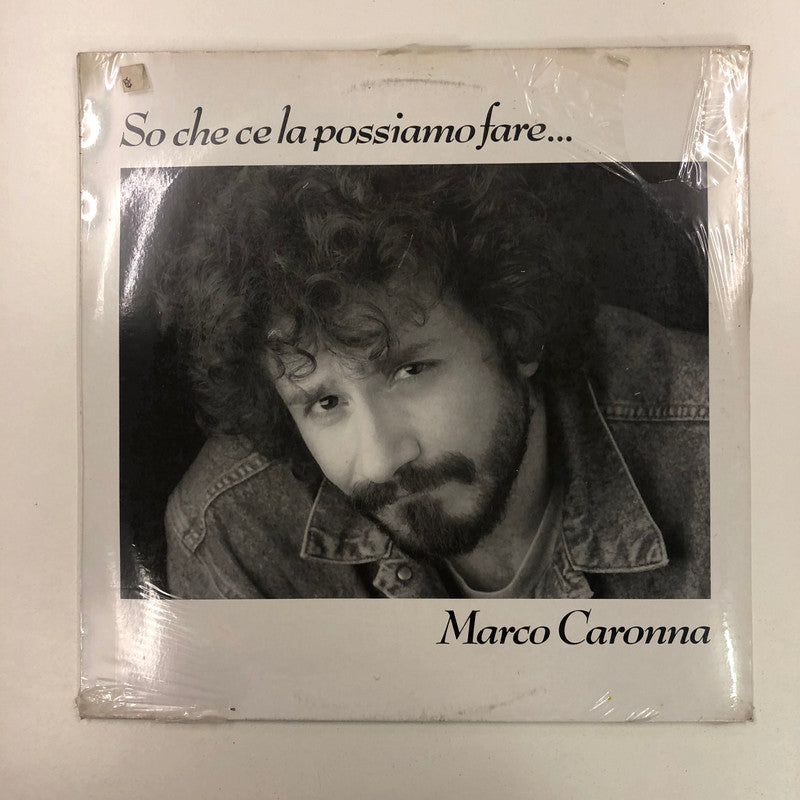 So che ce la possiamo fare...
Marco Caronna